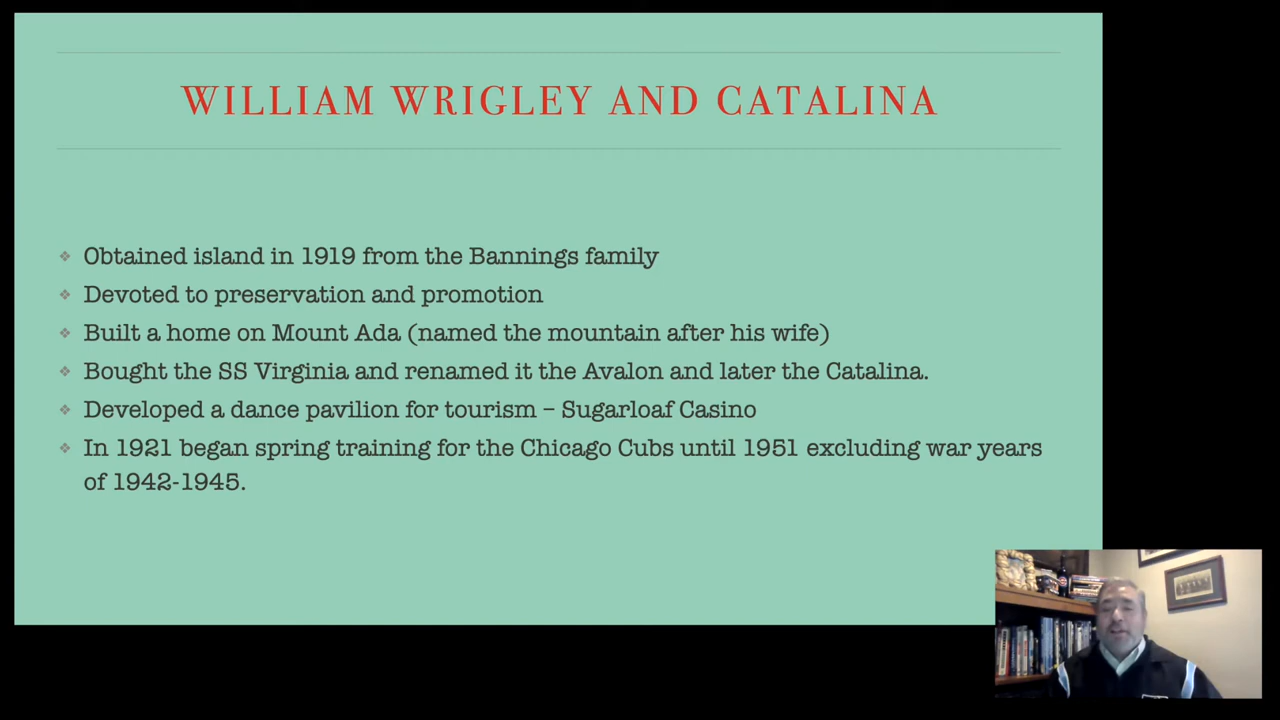 WILLIAM WRIGLEY AND CATALINA
❖ Obtained island in 1919 from the Bannings family
❖ Devoted to preservation and promotion
❖ Built a home on Mount Ada (named the mountain after his wife)
❖ Bought the SS Virginia and renamed it the Avalon and later the Catalina.
❖ Developed a dance pavilion for tourism – Sugarloaf Casino
❖ In 1921 began spring training for the Chicago Cubs until 1951 excluding war years
of 1942-1945.